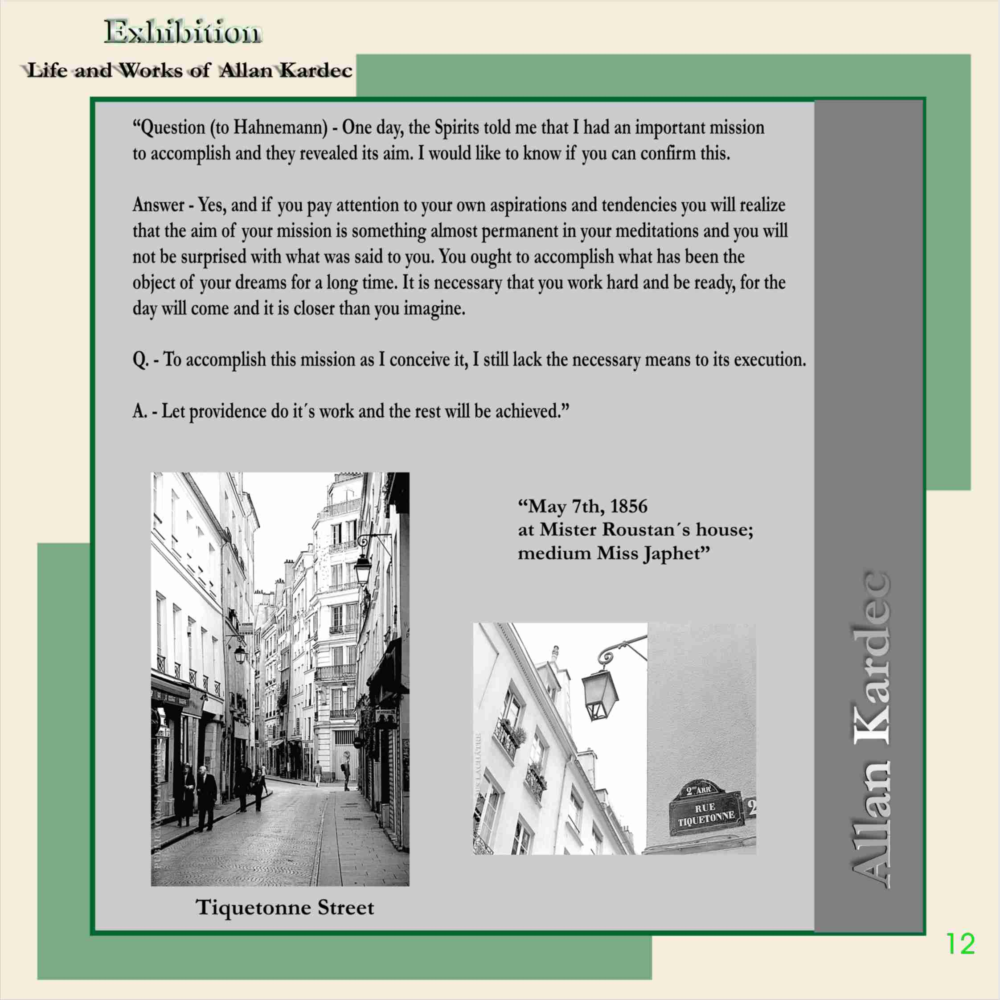 Exhibition
Life and Works of Allan Kardec
“Question (to Hahnemann) - One day, the Spirits told me that I had an important mission
to accomplish and they revealed its aim. I would like to know if you can confirm this.
Answer - Yes, and if you pay attention to your own aspirations and tendencies you will realize
that the aim of your mission is something almost permanent in your meditations and you will
not be surprised with what was said to you. You ought to accomplish what has been the
object of your dreams for a long time. It is necessary that you work hard and be ready, for the
day will come and it is closer than you imagine.
Q. - To accomplish this mission as I conceive it, I still lack the necessary means to its execution.
A. - Let providence do it´s work and the rest will be achieved.”
“May 7th, 1856
at Mister Roustan´s house;
medium Miss Japhet”
A VENDRE
LACHÂTRE
2me ARRt
RUE
TIQUETONNE
2
Tiquetonne Street
Allan Kardec
12